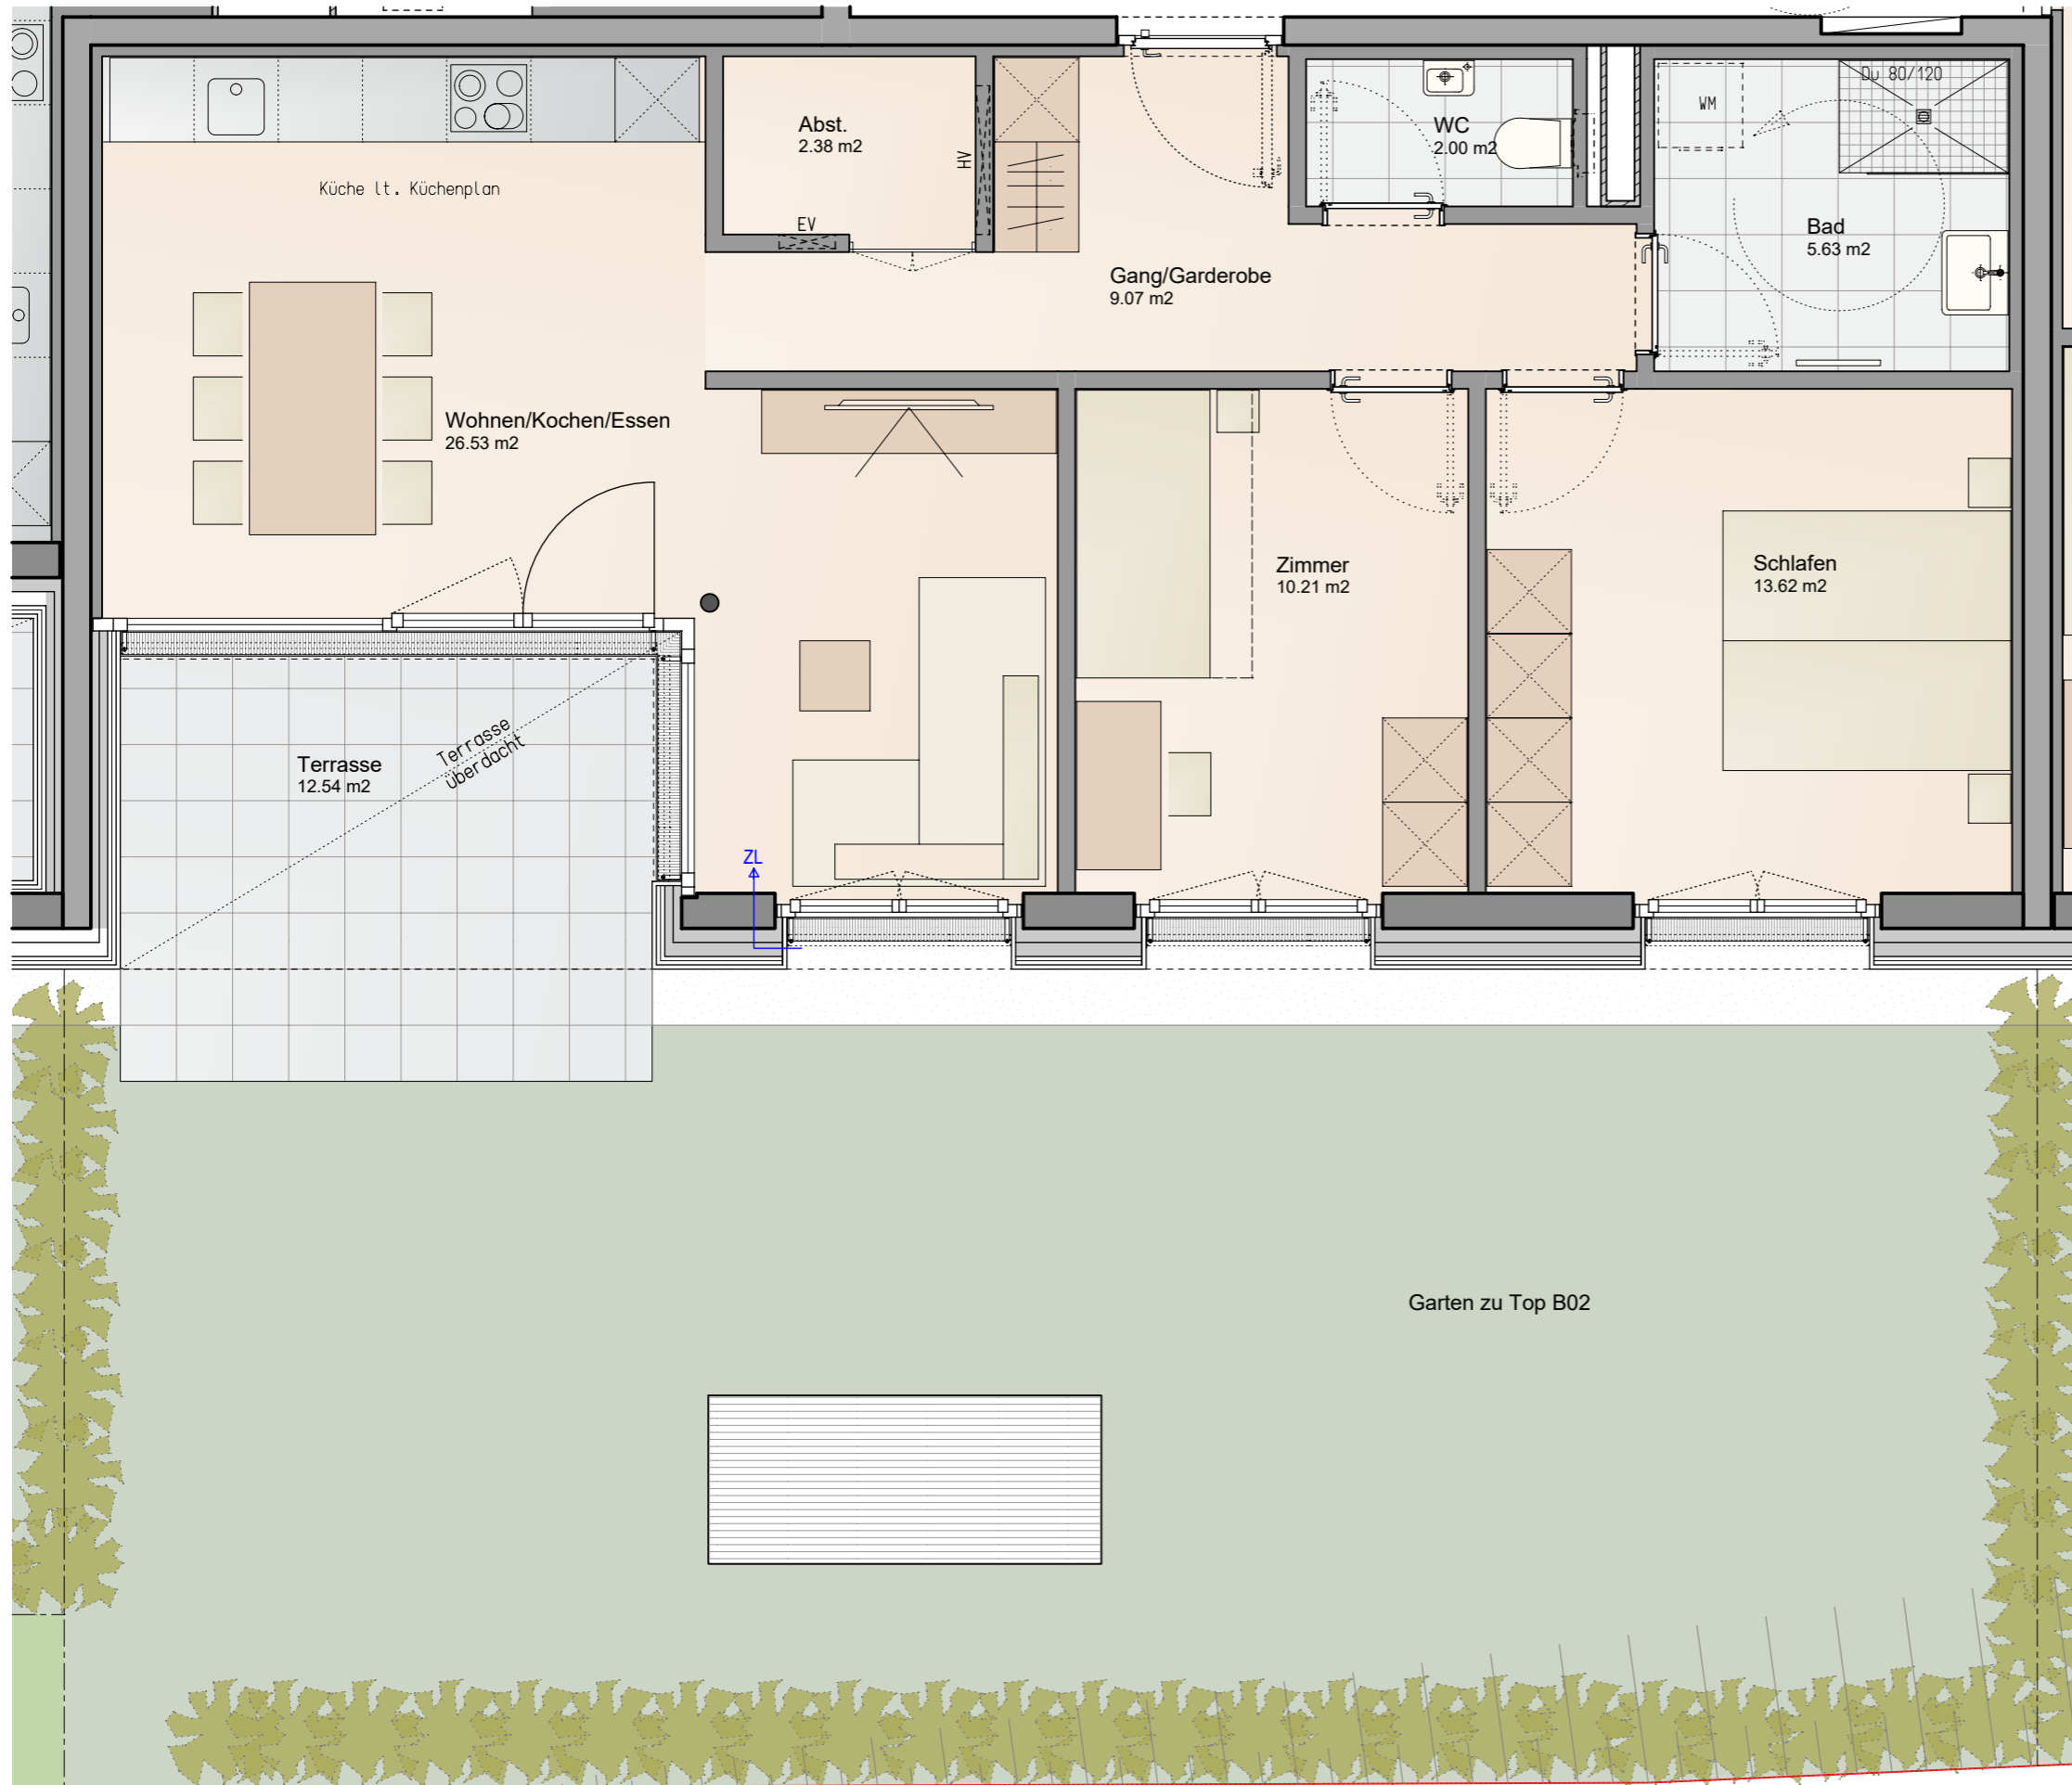 Du 80/120
WM
Abst.
2.38 m2
HV
EV
WC
2.00 m2
Küche lt. Küchenplan
Bad
5.63 m2
Gang/Garderobe
9.07 m2
Wohnen/Kochen/Essen
26.53 m2
Zimmer
10.21 m2
Schlafen
13.62 m2
Terrasse
12.54 m2
Terrasse
überdacht
ZL
Garten zu Top B02